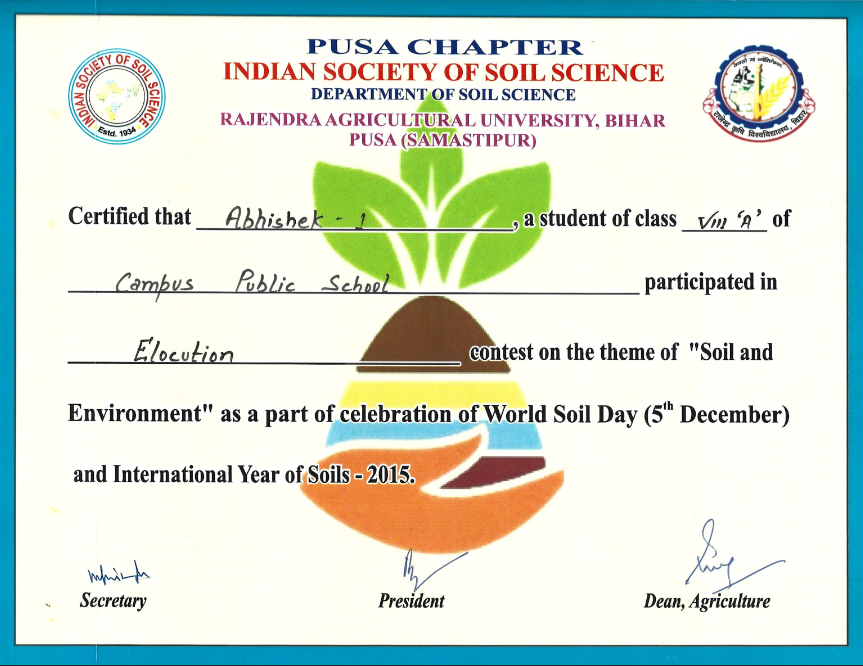 PUSA CHAPTER
INDIAN SOCIETY OF SOIL SCIENCE
DEPARTMENT OF SOIL SCIENCE
RAJENDRA AGRICULTURAL UNIVERSITY, BIHAR
PUSA (SAMASTIPUR)
INDIAN SOCIETY OF SOIL SCIENCE
Estd. 1934
राजेन्द्र कृषि विश्वविद्यालय, बिहार
Certified that Abhishek - 1, a student of class VIII 'A' of
Campus Public School participated in
Elocution contest on the theme of "Soil and
Environment" as a part of celebration of World Soil Day (5th December)
and International Year of Soils - 2015.
Secretary President Dean, Agriculture